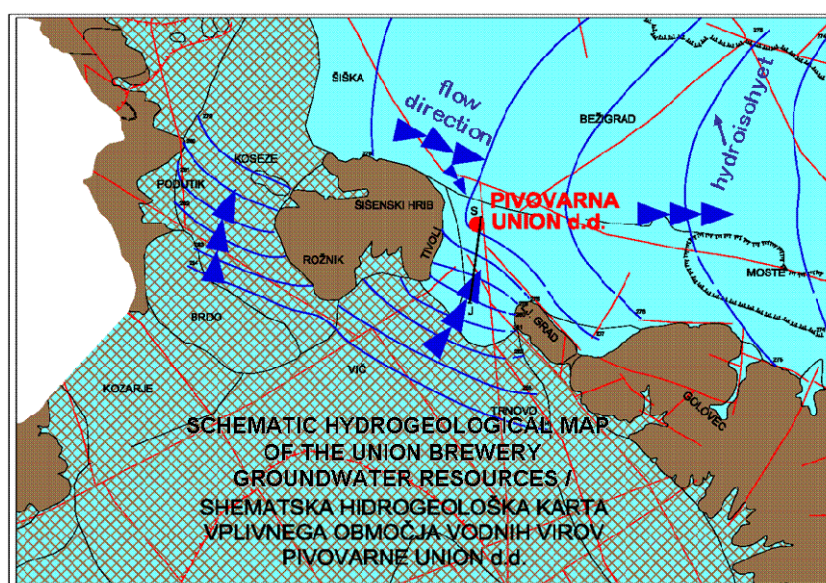 ŠIŠKA
flow
direction
BEŽIGRAD
hydroisohyet
KOSEZE
PODUTIK
ŠIŠENSKI HRIB
TIVOLI
S
PIVOVARNA
UNION d.d.
ROŽNIK
MOSTE
BRDO
J
GRAD
VIČ
KOZARJE
TRNOVO
GOLOVEC
SCHEMATIC HYDROGEOLOGICAL MAP
OF THE UNION BREWERY
GROUNDWATER RESOURCES /
SHEMATSKA HIDROGEOLOŠKA KARTA
VPLIVNEGA OBMOČJA VODNIH VIROV
PIVOVARNE UNION d.d.